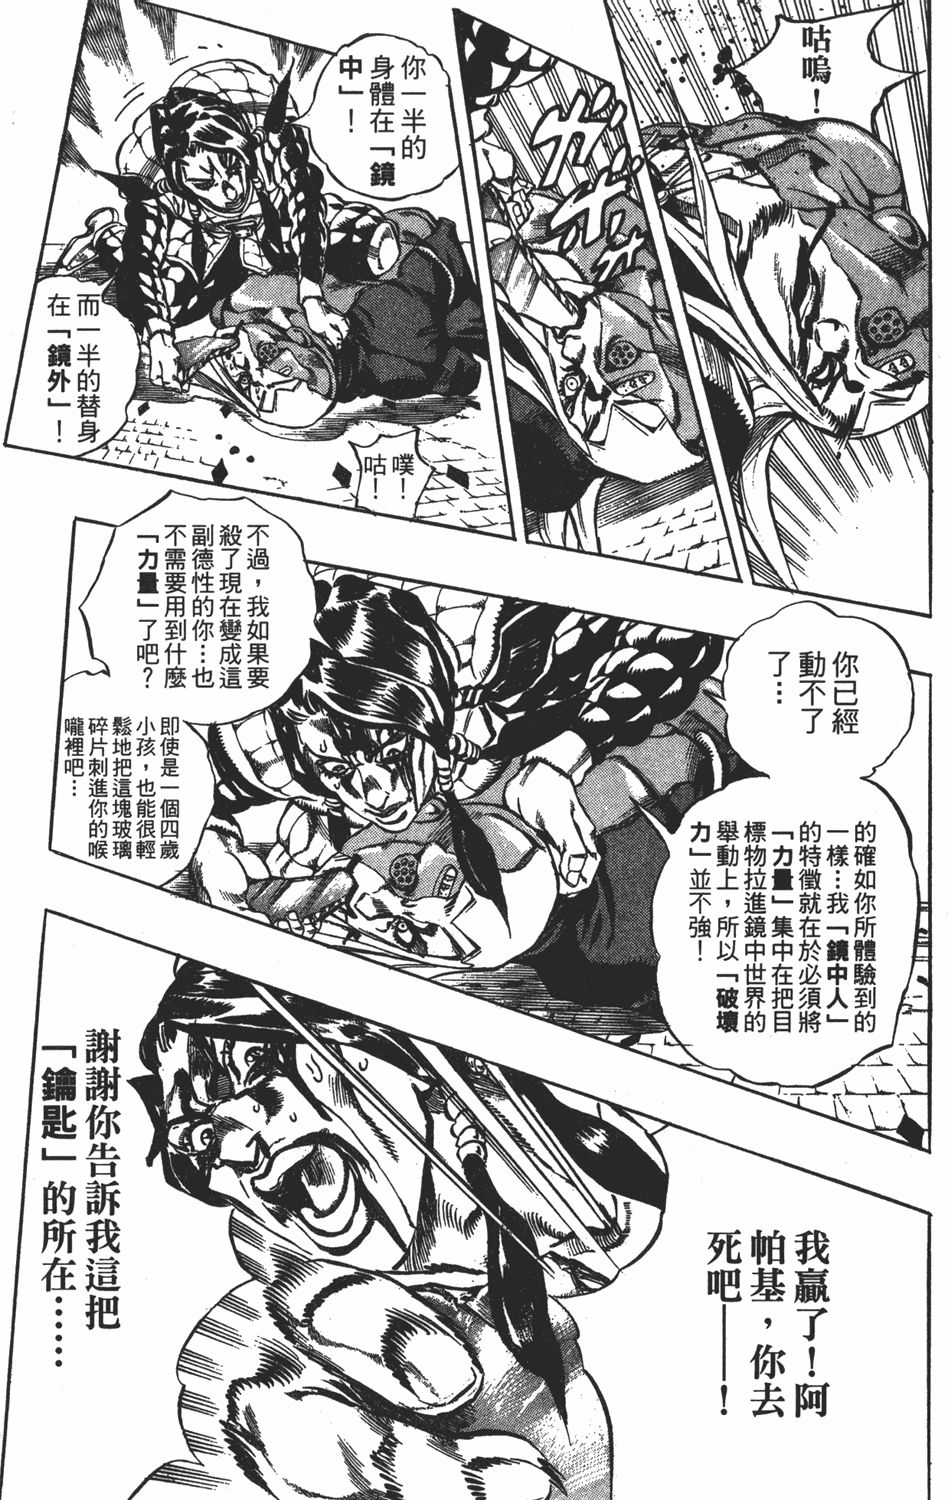 咕嗚！
ガガガ
你一半的
身體在「鏡
中」！
而一半的替身
在「鏡外」！
噗！
咕！
你已經
動不了
了…
的確如你所體驗到的
一樣…我「鏡中人」
的特徵就在於必須將
「力量」集中在把目
標物拉進鏡中世界的
舉動上，所以「破壞
力」並不強！
不過，我如果要
殺了現在變成這
副德性的你…也
不需要用到什麼
「力量」了吧？
即使是一個四歲
小孩，也能很輕
鬆地把這塊玻璃
碎片刺進你的喉
嚨裡吧…
我贏了！阿
帕基，你去
死吧——！
謝謝你告訴我這把
「鑰匙」的所在……